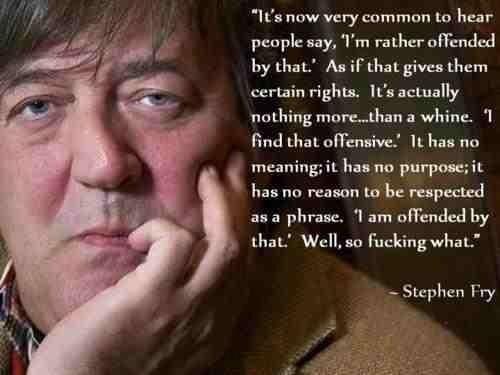 "It's now very common to hear
people say, 'I'm rather offended
by that.' As if that gives them
certain rights. It's actually
nothing more...than a whine. 'I
find that offensive.' It has no
meaning; it has no purpose; it
has no reason to be respected
as a phrase. 'I am offended by
that.' Well, so fucking what."
~ Stephen Fry